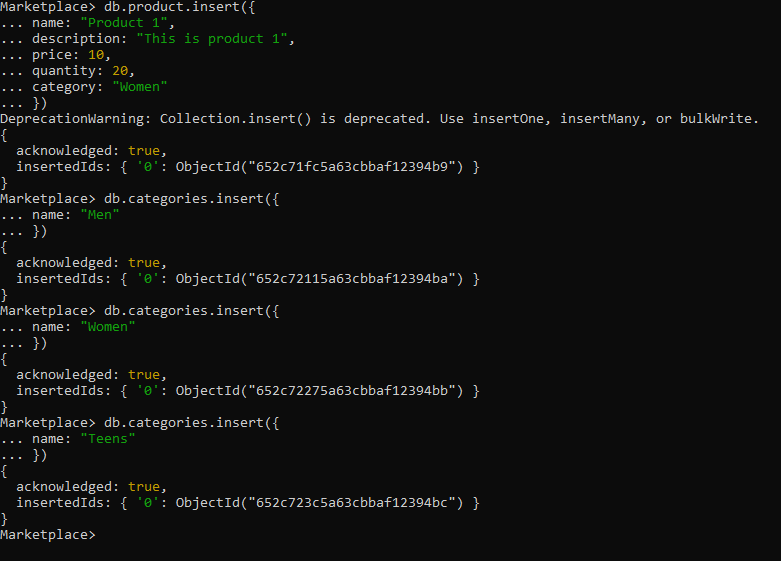 Marketplace> db.product.insert({
... name: "Product 1",
... description: "This is product 1",
... price: 10,
... quantity: 20,
... category: "Women"
... })
DeprecationWarning: Collection.insert() is deprecated. Use insertOne, insertMany, or bulkWrite.
{
  acknowledged: true,
  insertedIds: { '0': ObjectId("652c71fc5a63cbbaf12394b9") }
}
Marketplace> db.categories.insert({
... name: "Men"
... })
{
  acknowledged: true,
  insertedIds: { '0': ObjectId("652c72115a63cbbaf12394ba") }
}
Marketplace> db.categories.insert({
... name: "Women"
... })
{
  acknowledged: true,
  insertedIds: { '0': ObjectId("652c72275a63cbbaf12394bb") }
}
Marketplace> db.categories.insert({
... name: "Teens"
... })
{
  acknowledged: true,
  insertedIds: { '0': ObjectId("652c723c5a63cbbaf12394bc") }
}
Marketplace>